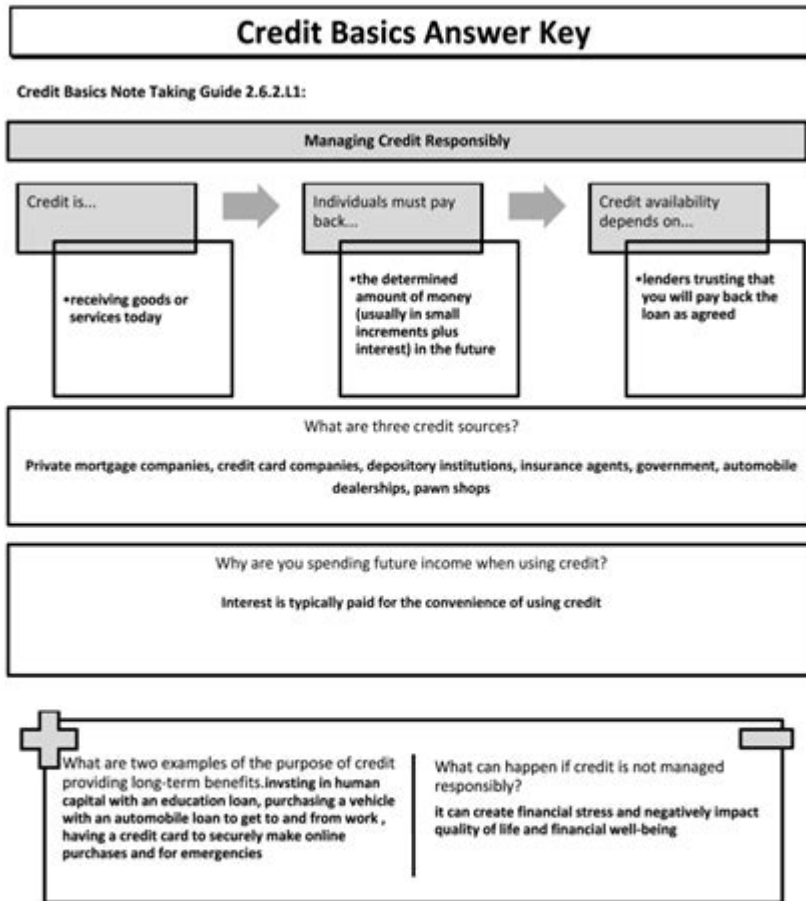 Credit Basics Answer Key
Credit Basics Note Taking Guide 2.6.2.L1:
Managing Credit Responsibly
Credit is...
•receiving goods or
services today
Individuals must pay
back...
•the determined
amount of money
(usually in small
increments plus
interest) in the future
Credit availability
depends on...
•lenders trusting that
you will pay back the
loan as agreed
What are three credit sources?
Private mortgage companies, credit card companies, depository institutions, insurance agents, government, automobile
dealerships, pawn shops
Why are you spending future income when using credit?
Interest is typically paid for the convenience of using credit
What are two examples of the purpose of credit
providing long-term benefits.invsting in human
capital with an education loan, purchasing a vehicle
with an automobile loan to get to and from work ,
having a credit card to securely make online
purchases and for emergencies
What can happen if credit is not managed
responsibly?
it can create financial stress and negatively impact
quality of life and financial well-being